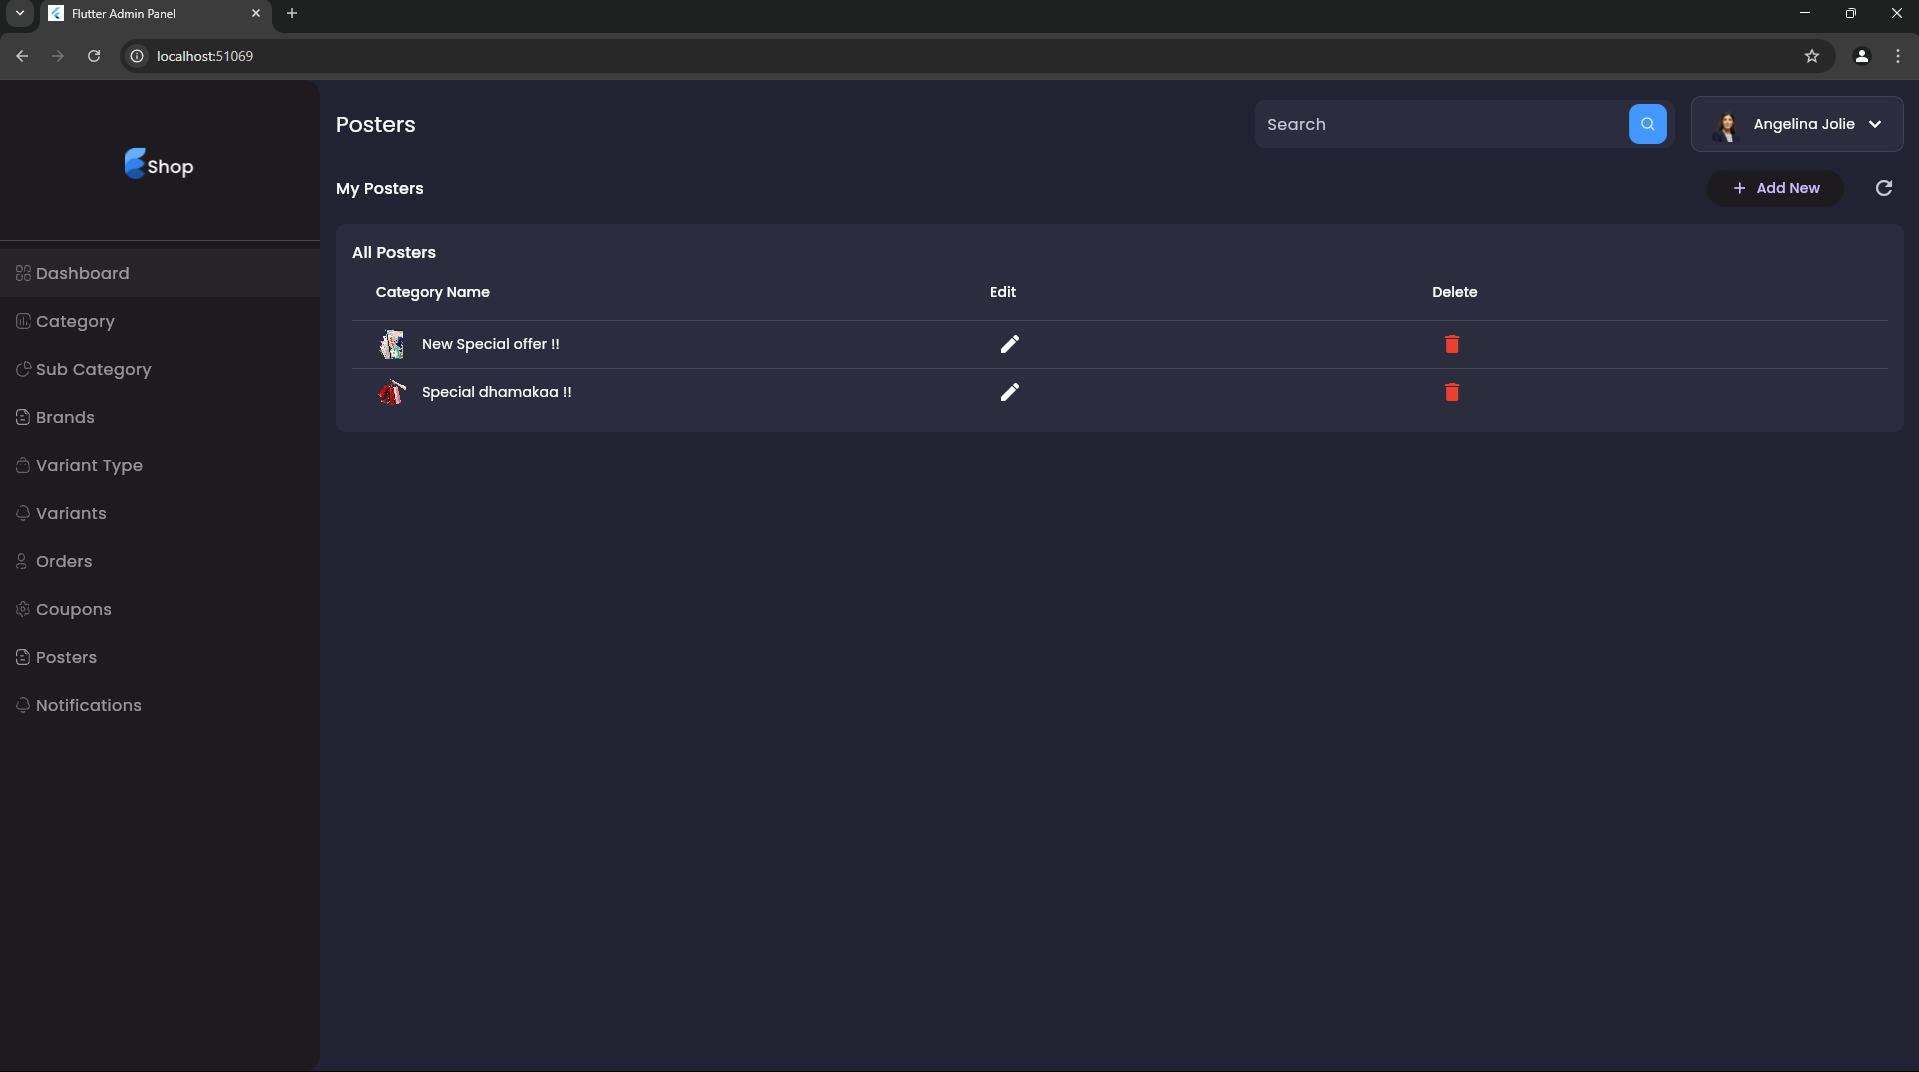 Flutter Admin Panel
localhost:51069
Shop
Dashboard
Category
Sub Category
Brands
Variant Type
Variants
Orders
Coupons
Posters
Notifications
Posters
Search
Angelina Jolie
My Posters
Add New
All Posters
Category Name Edit Delete
New Special offer !!
Special dhamakaa !!